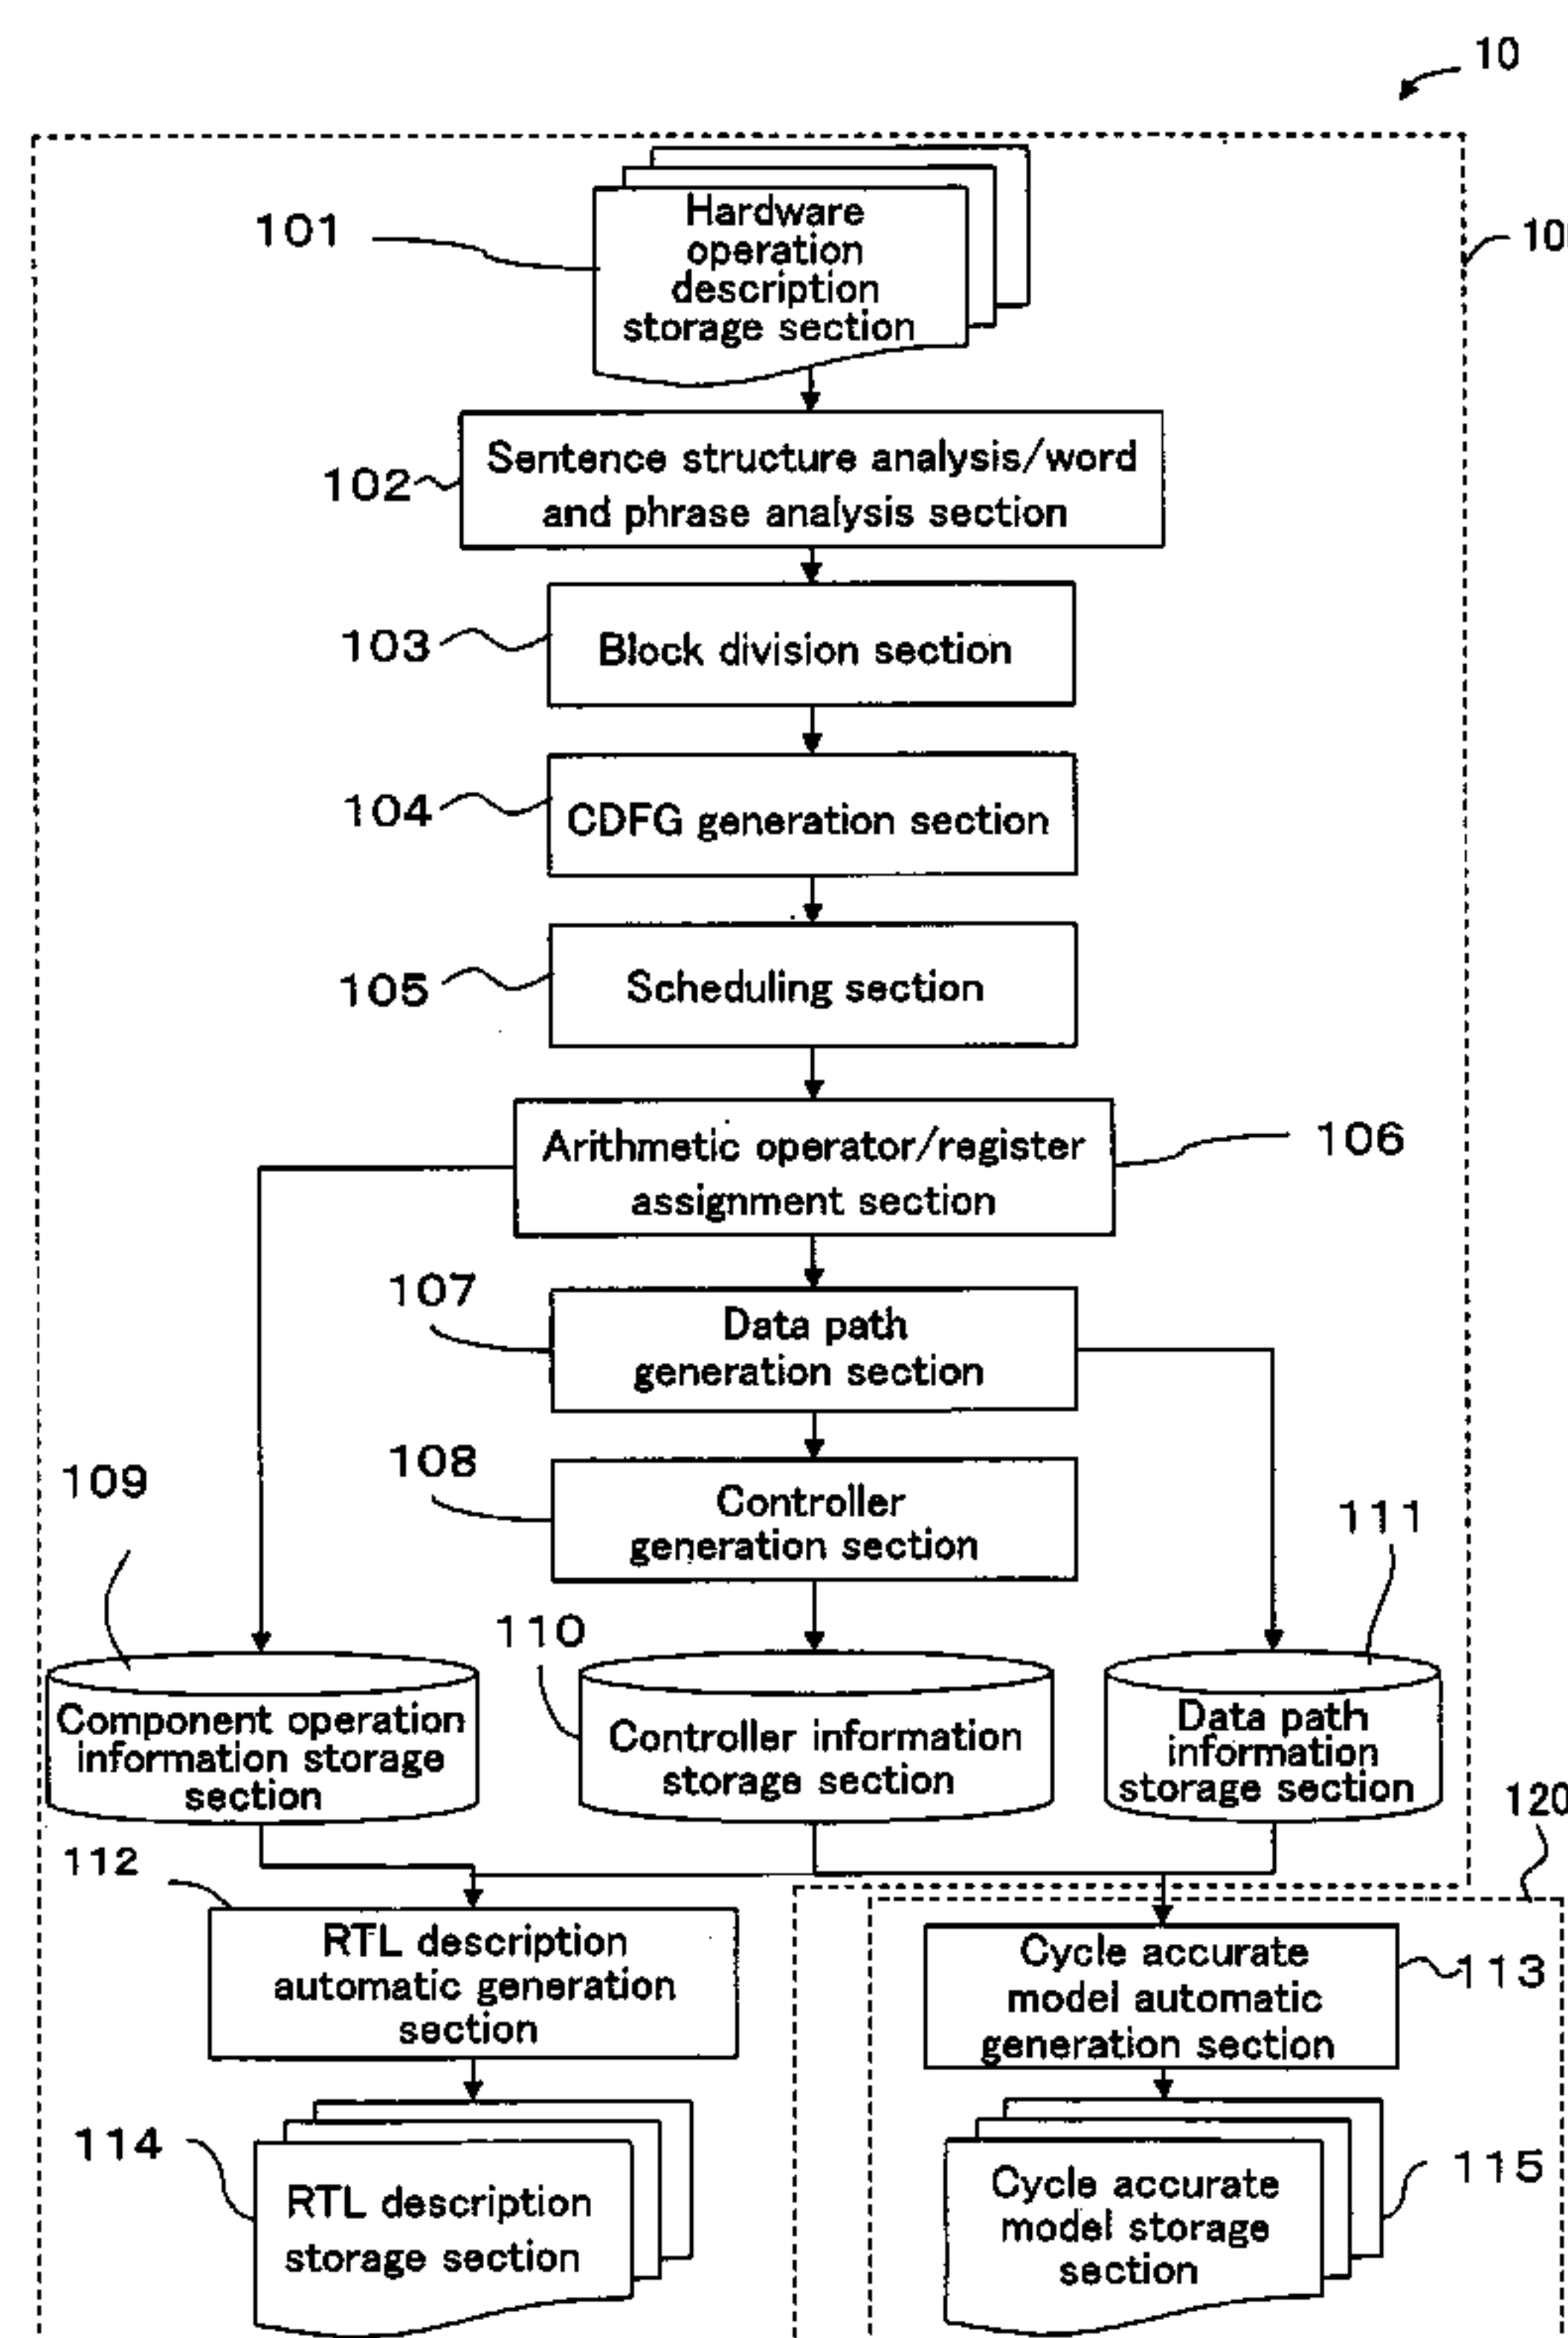 10
101
Hardware
operation
description
storage section
10
102
Sentence structure analysis/word
and phrase analysis section
103
Block division section
104
CDFG generation section
105
Scheduling section
Arithmetic operator/register
assignment section
106
107
Data path
generation section
108
Controller
generation section
109
110
111
Component operation
information storage
section
Controller information
storage section
Data path
information
storage section
120
112
RTL description
automatic generation
section
Cycle accurate
model automatic
generation section
113
114
RTL description
storage section
Cycle accurate
model storage
section
115